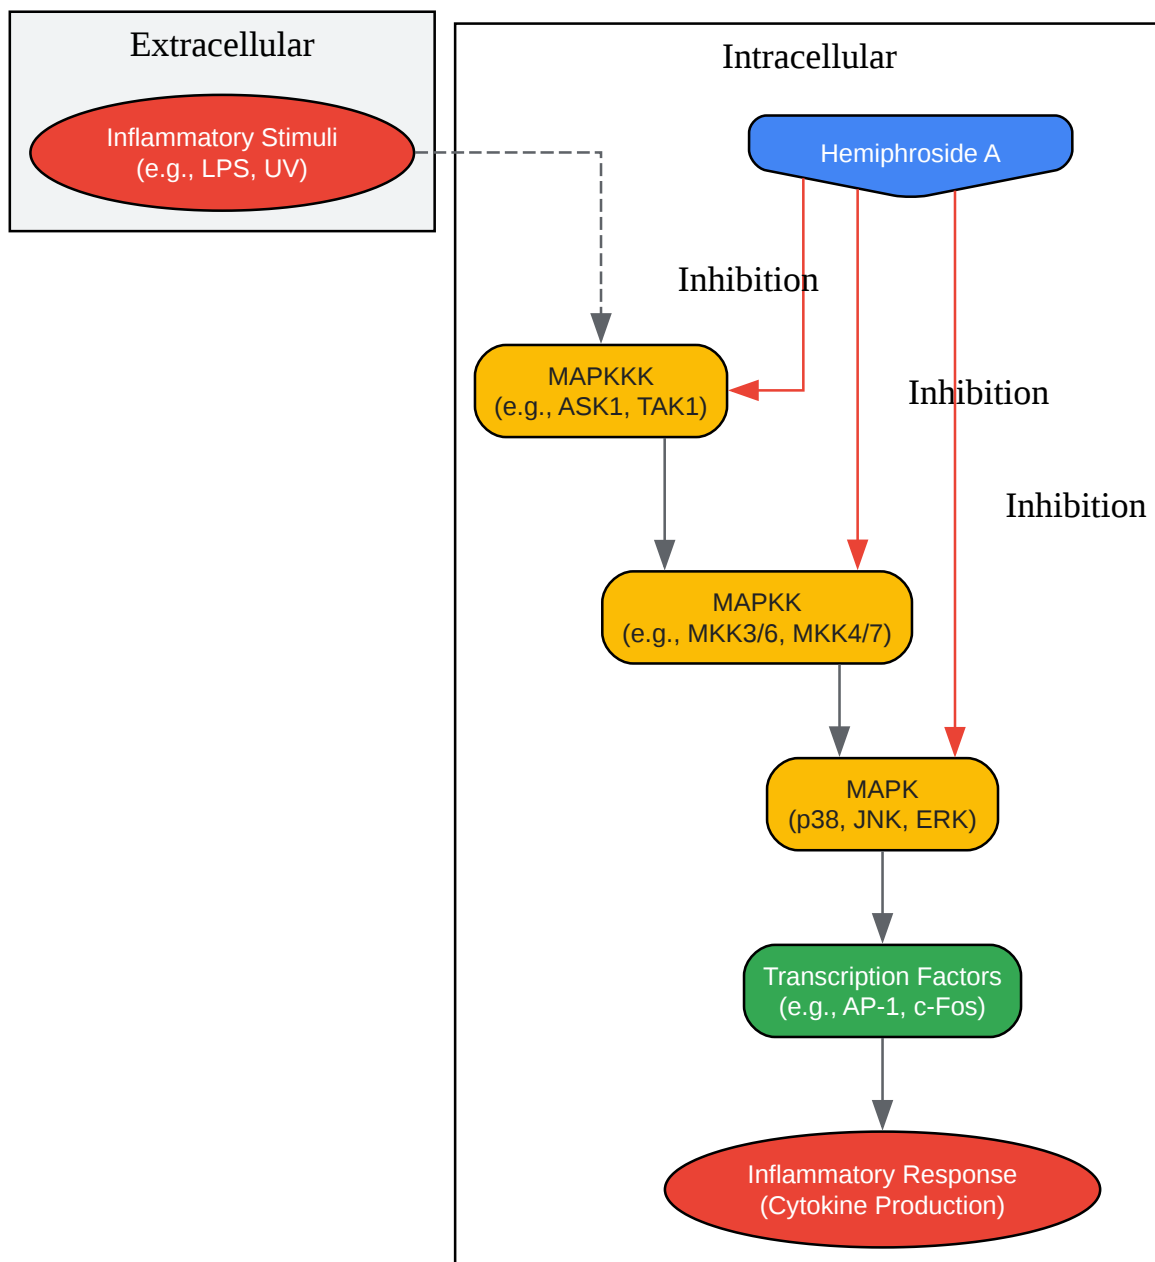 Extracellular
Inflammatory Stimuli
(e.g., LPS, UV)
Intracellular
Hemiphroside A
Inhibition
MAPKKK
(e.g., ASK1, TAK1)
Inhibition
Inhibition
MAPKK
(e.g., MKK3/6, MKK4/7)
MAPK
(p38, JNK, ERK)
Transcription Factors
(e.g., AP-1, c-Fos)
Inflammatory Response
(Cytokine Production)